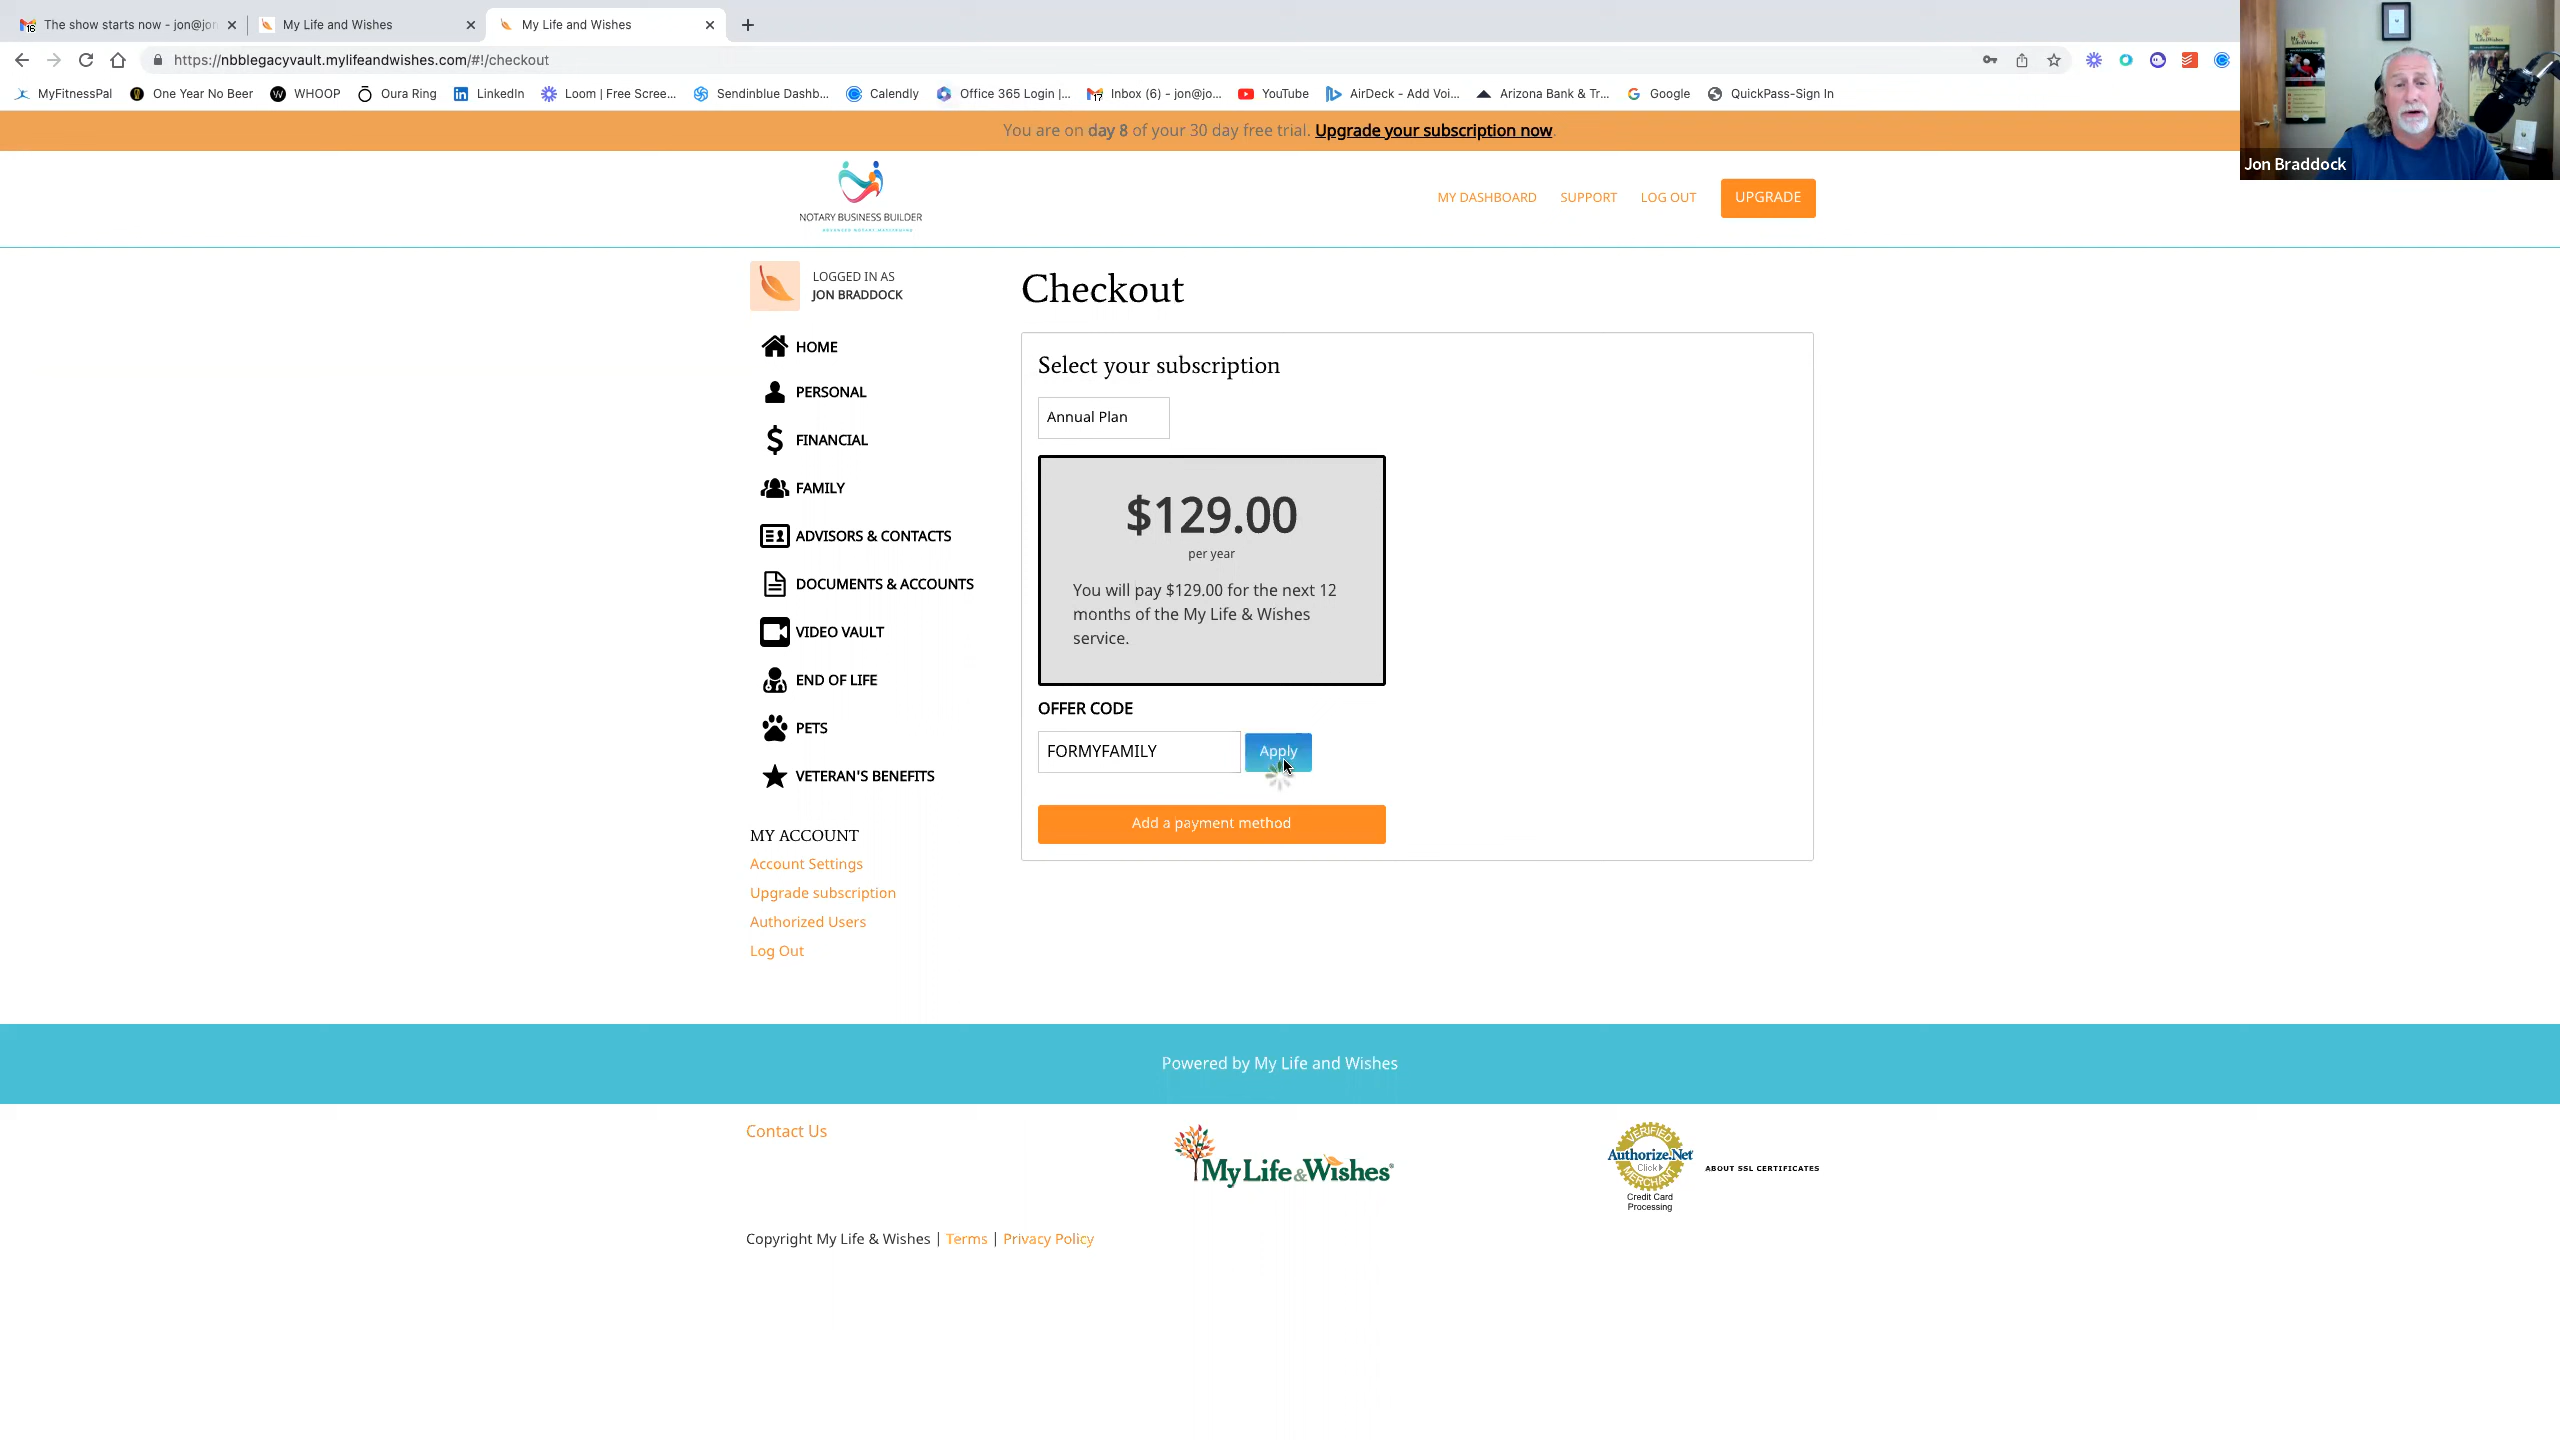 The show starts now - jon@jon
My Life and Wishes
My Life and Wishes
https://nbblegacyvault.mylifeandwishes.com/#!/checkout
MyFitnessPal
One Year No Beer
WHOOP
Oura Ring
LinkedIn
Loom | Free Scree...
Sendinblue Dashb...
Calendly
Office 365 Login |...
Inbox (6) - jon@jo...
YouTube
AirDeck - Add Voi...
Arizona Bank & Tr...
Google
QuickPass-Sign In
Jon Braddock
You are on day 8 of your 30 day free trial. Upgrade your subscription now.
NOTARY BUSINESS BUILDER
MY DASHBOARD
SUPPORT
LOG OUT
UPGRADE
LOGGED IN AS
JON BRADDOCK
HOME
PERSONAL
FINANCIAL
FAMILY
ADVISORS & CONTACTS
DOCUMENTS & ACCOUNTS
VIDEO VAULT
END OF LIFE
PETS
VETERAN'S BENEFITS
MY ACCOUNT
Account Settings
Upgrade subscription
Authorized Users
Log Out
Checkout
Select your subscription
Annual Plan
$129.00
per year
You will pay $129.00 for the next 12
months of the My Life & Wishes
service.
OFFER CODE
FORMYFAMILY
Apply
Add a payment method
Powered by My Life and Wishes
Contact Us
My Life & Wishes®
VERIFIED
Authorize.Net
Click
MERCHANT
Credit Card
Processing
ABOUT SSL CERTIFICATES
Copyright My Life & Wishes | Terms | Privacy Policy